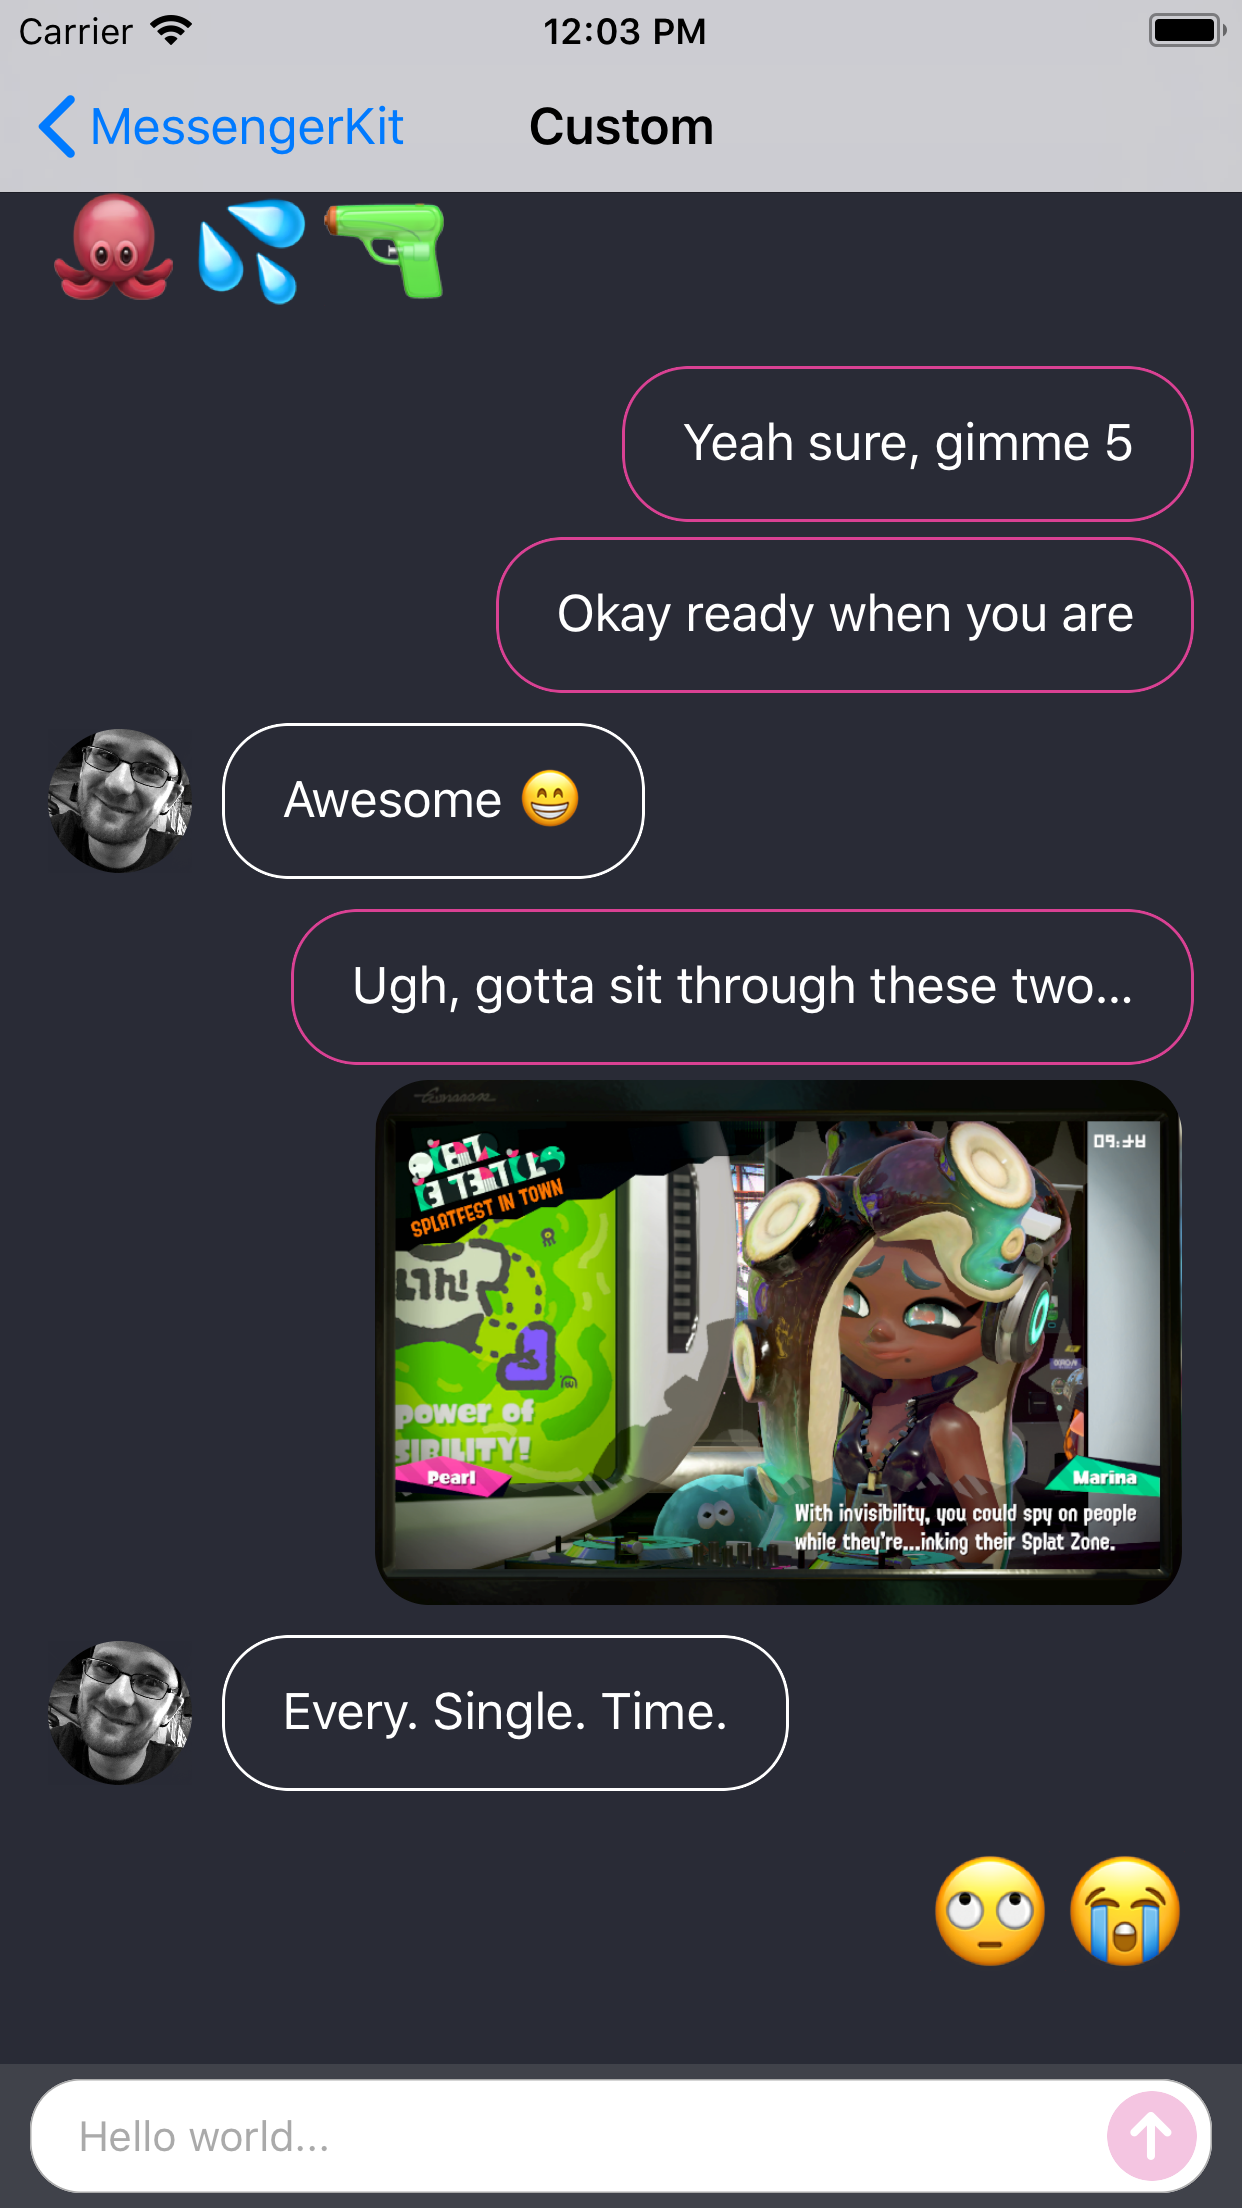 Carrier
12:03 PM
MessengerKit
Custom
Yeah sure, gimme 5
Okay ready when you are
Awesome 😁
Ugh, gotta sit through these two...
SPLATFEST IN TOWN
power of
SIBILITY!
Pearl
Marina
With invisibility, you could spy on people
while they're...inking their Splat Zone.
Every. Single. Time.
Hello world...